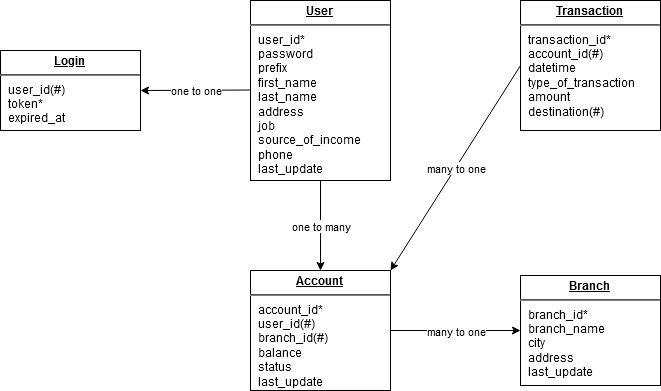 User
user_id*
password
prefix
first_name
last_name
address
job
source_of_income
phone
last_update
Transaction
transaction_id*
account_id(#)
datetime
type_of_transaction
amount
destination(#)
Login
user_id(#)
token*
expired_at
one to one
many to one
one to many
Account
account_id*
user_id(#)
branch_id(#)
balance
status
last_update
many to one
Branch
branch_id*
branch_name
city
address
last_update